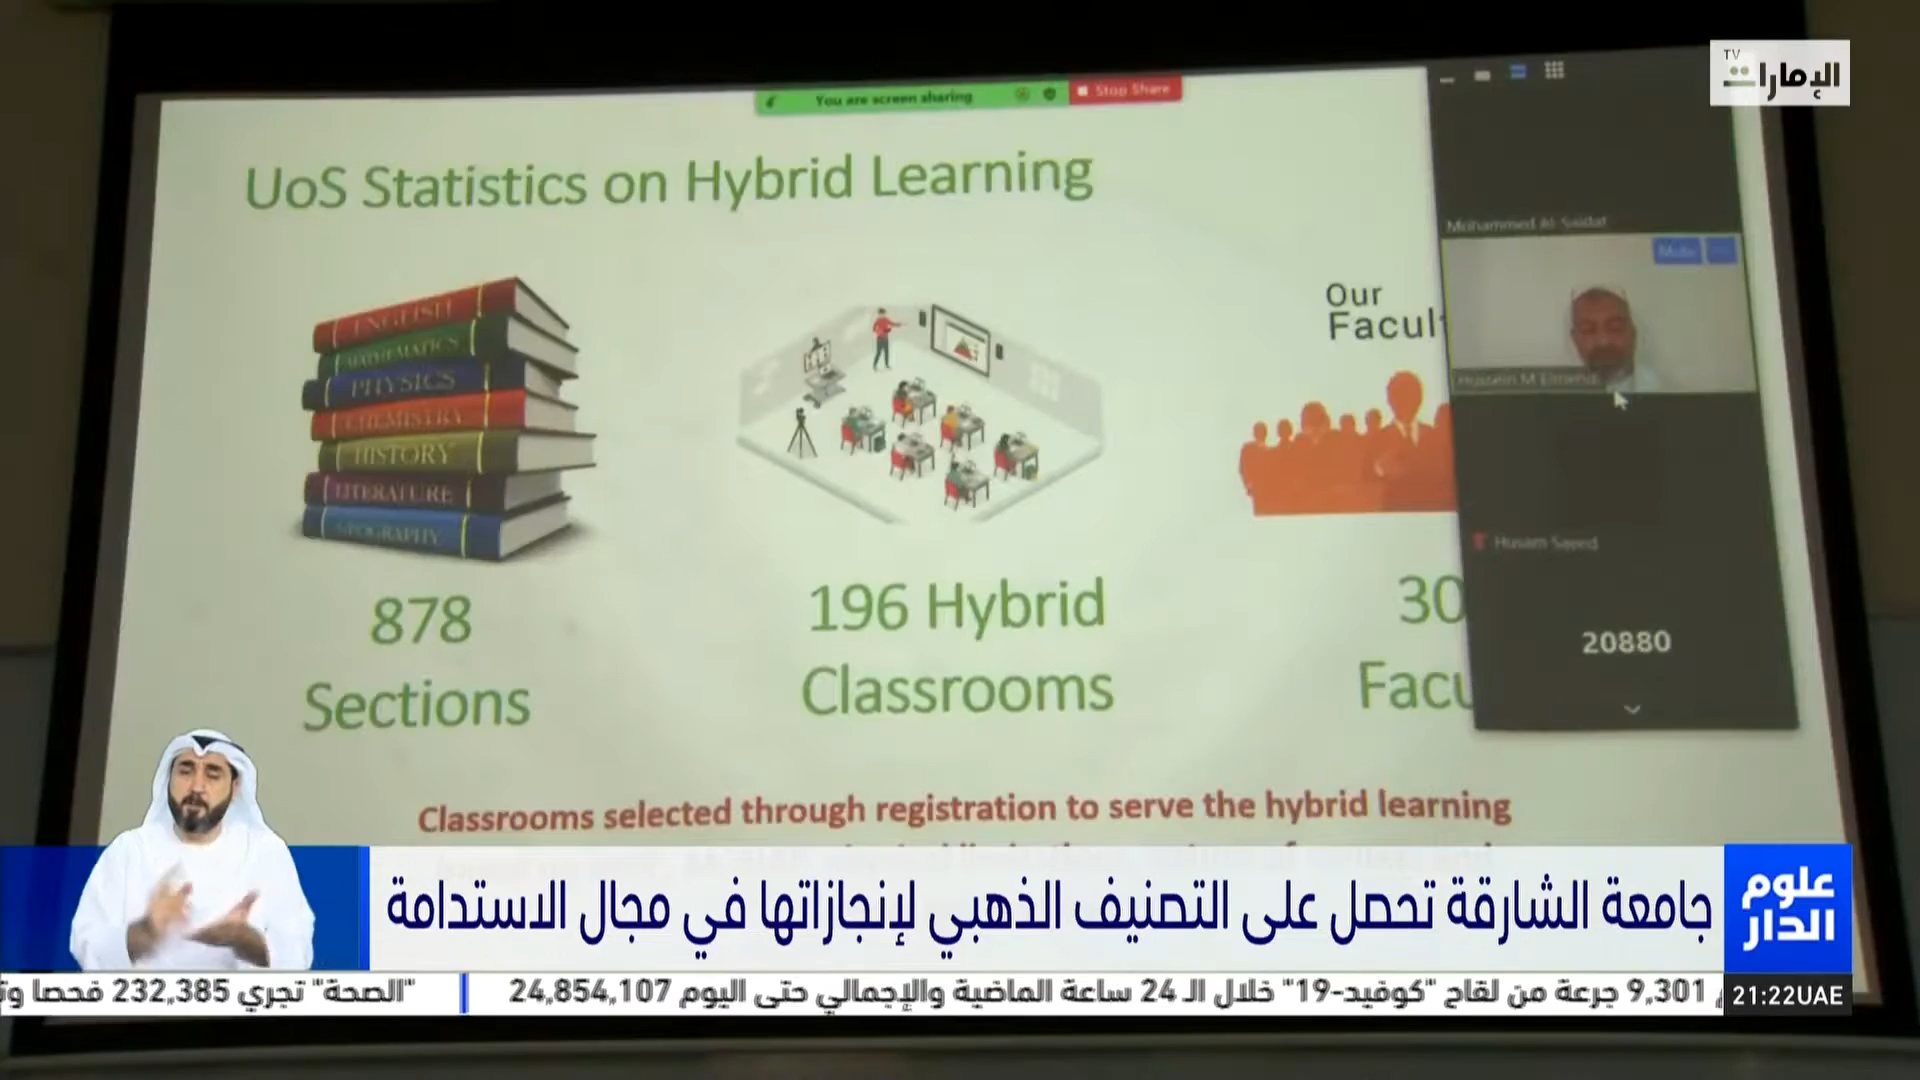 TV
الإمارات
You are screen sharing
Stop Share
UoS Statistics on Hybrid Learning
Mohammed Al-Saidat
Mute
ENGLISH
MATHEMATICS
PHYSICS
CHEMISTRY
HISTORY
LITERATURE
GEOGRAPHY
Our
Facul
Hussein M
Husam Saeed
20880
878
Sections
196 Hybrid
Classrooms
30
Facu
Classrooms selected through registration to serve the hybrid learning
جامعة الشارقة تحصل على التصنيف الذهبي لإنجازاتها في مجال الاستدامة
علوم
الدار
9,301 جرعة من لقاح "كوفيد-19" خلال الـ 24 ساعة الماضية والإجمالي حتى اليوم 24,854,107
"الصحة" تجري 232,385 فحصا
21:22UAE